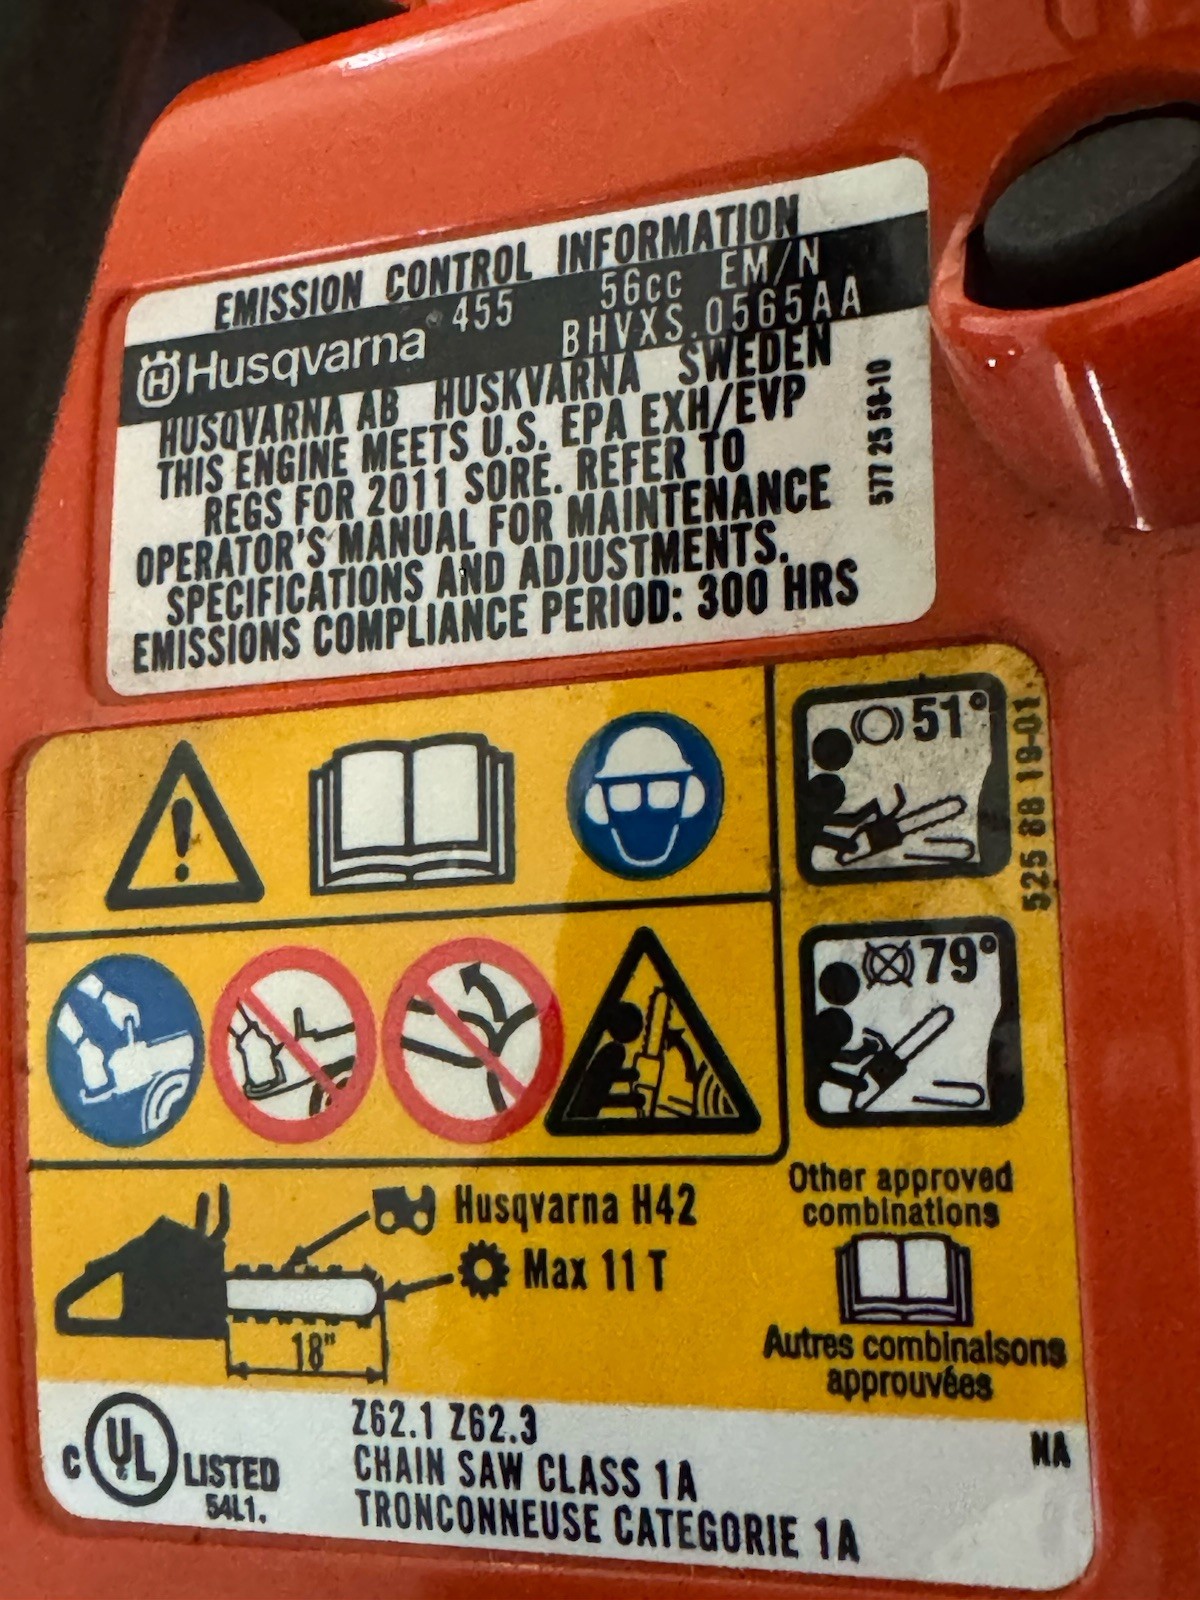 EMISSION CONTROL INFORMATION
Husqvarna® 455 56cc EM/N
BHVXS.0565AA
HUSQVARNA AB HUSKVARNA SWEDEN
THIS ENGINE MEETS U.S. EPA EXH/EVP
REGS FOR 2011 SORE. REFER TO
OPERATOR'S MANUAL FOR MAINTENANCE
SPECIFICATIONS AND ADJUSTMENTS.
EMISSIONS COMPLIANCE PERIOD: 300 HRS
577 25 58-10
51°
525 88 19-01.
79°
Husqvarna H42
Max 11 T
18"
Other approved
combinations
Autres combinaisons
approuvées
C UL LISTED
54L1.
Z62.1 Z62.3
CHAIN SAW CLASS 1A
TRONCONNEUSE CATEGORIE 1A
NA